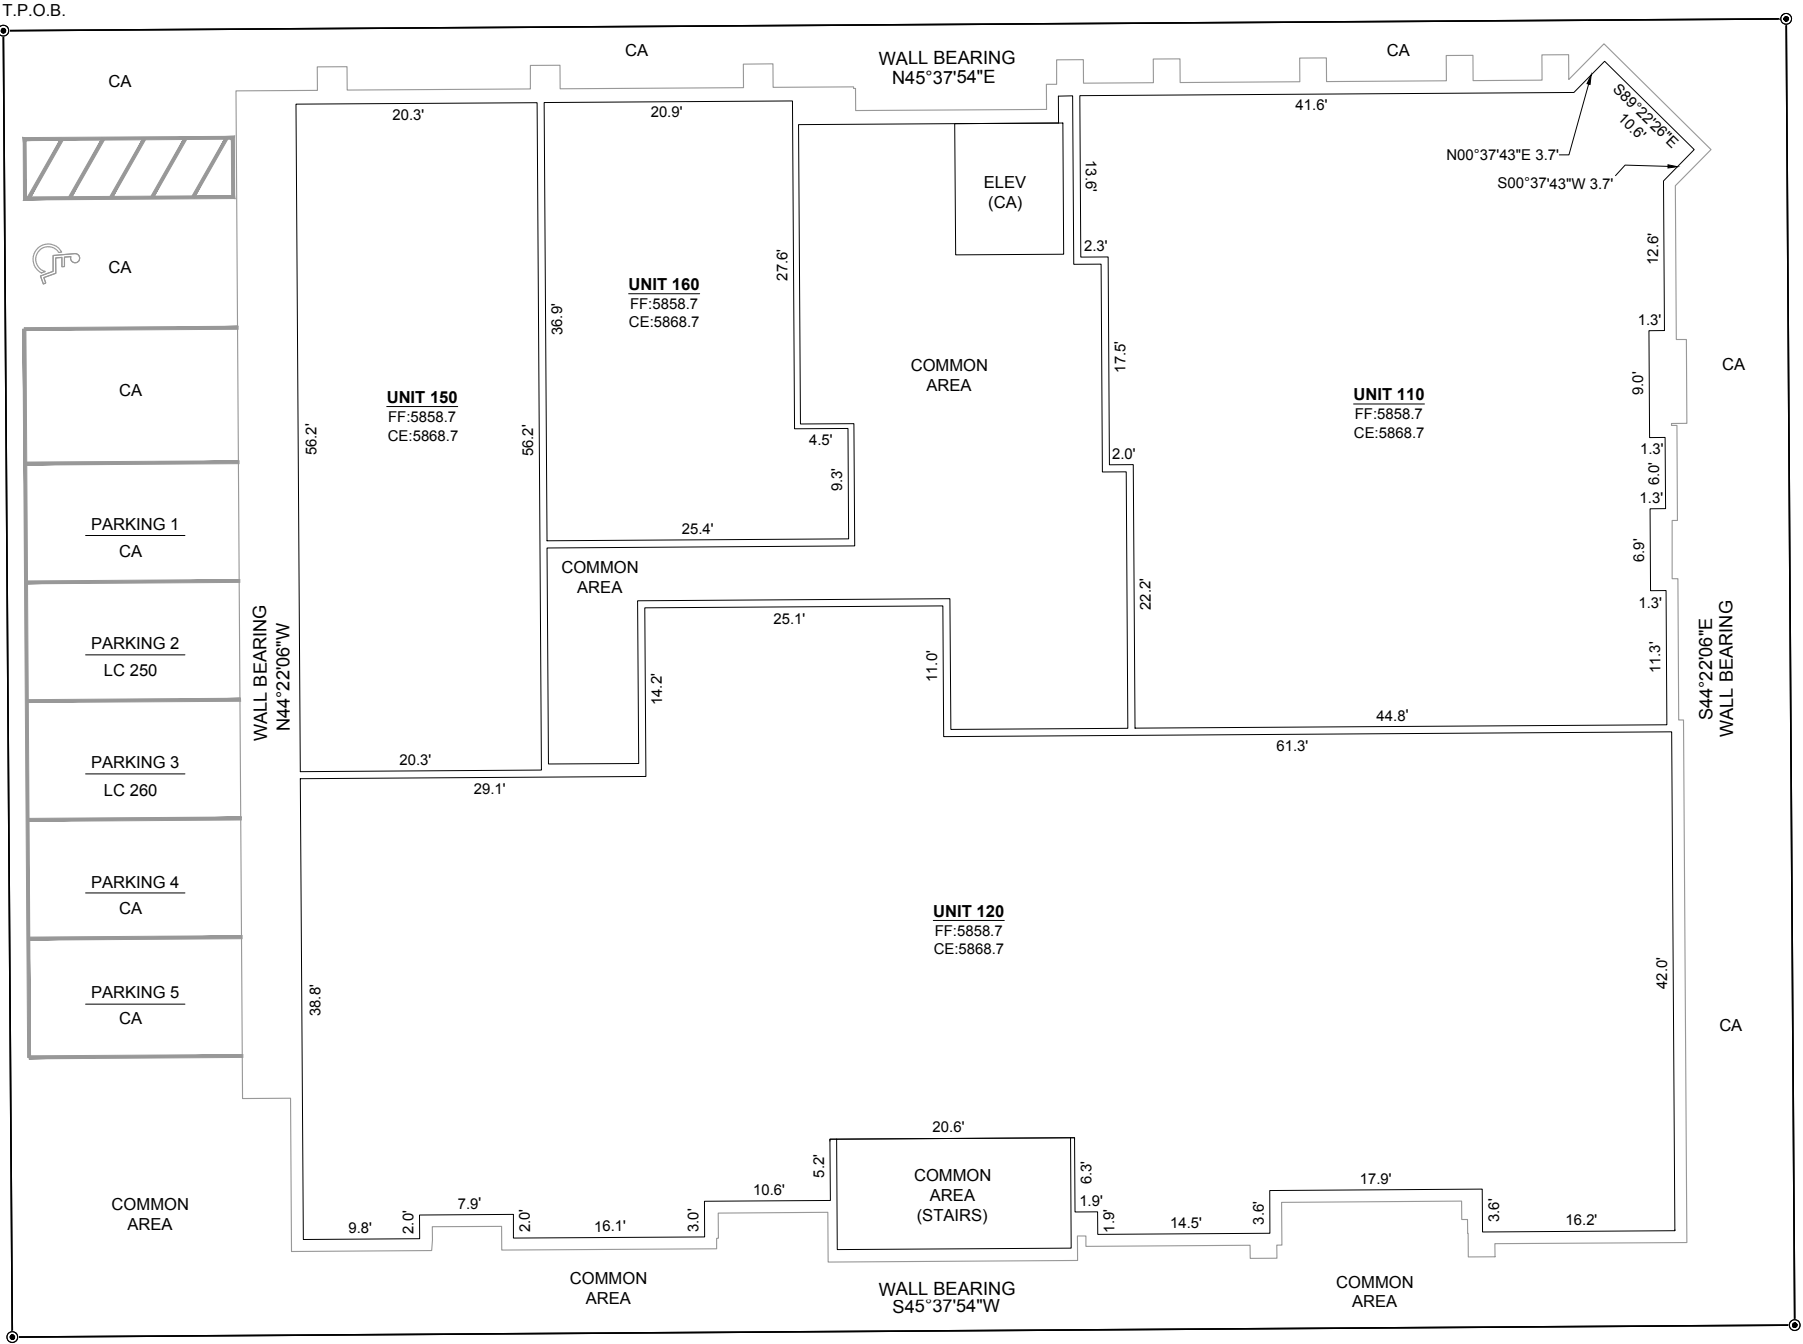 T.P.O.B.
CA
CA
WALL BEARING
N45°37'54"E
CA
20.3'
20.9'
41.6'
S89°22'26"E
10.6'
N00°37'43"E 3.7'
S00°37'43"W 3.7'
13.6'
ELEV
(CA)
2.3'
12.6'
CA
UNIT 160
FF:5858.7
CE:5868.7
27.6'
36.9'
1.3'
17.5'
COMMON
AREA
CA
CA
9.0'
UNIT 150
FF:5858.7
CE:5868.7
UNIT 110
FF:5858.7
CE:5868.7
56.2'
56.2'
4.5'
9.3'
2.0'
1.3'
6.0'
1.3'
PARKING 1
CA
25.4'
6.9'
COMMON
AREA
22.2'
1.3'
25.1'
PARKING 2
LC 250
WALL BEARING
N44°22'06"W
14.2'
11.0'
11.3'
S44°22'06"E
WALL BEARING
44.8'
61.3'
PARKING 3
LC 260
20.3'
29.1'
PARKING 4
CA
UNIT 120
FF:5858.7
CE:5868.7
38.8'
42.0'
PARKING 5
CA
CA
20.6'
5.2'
COMMON
AREA
(STAIRS)
6.3'
17.9'
COMMON
AREA
10.6'
7.9'
1.9'
9.8'
2.0'
2.0'
16.1'
3.0'
1.9'
14.5'
3.6'
3.6'
16.2'
COMMON
AREA
WALL BEARING
S45°37'54"W
COMMON
AREA